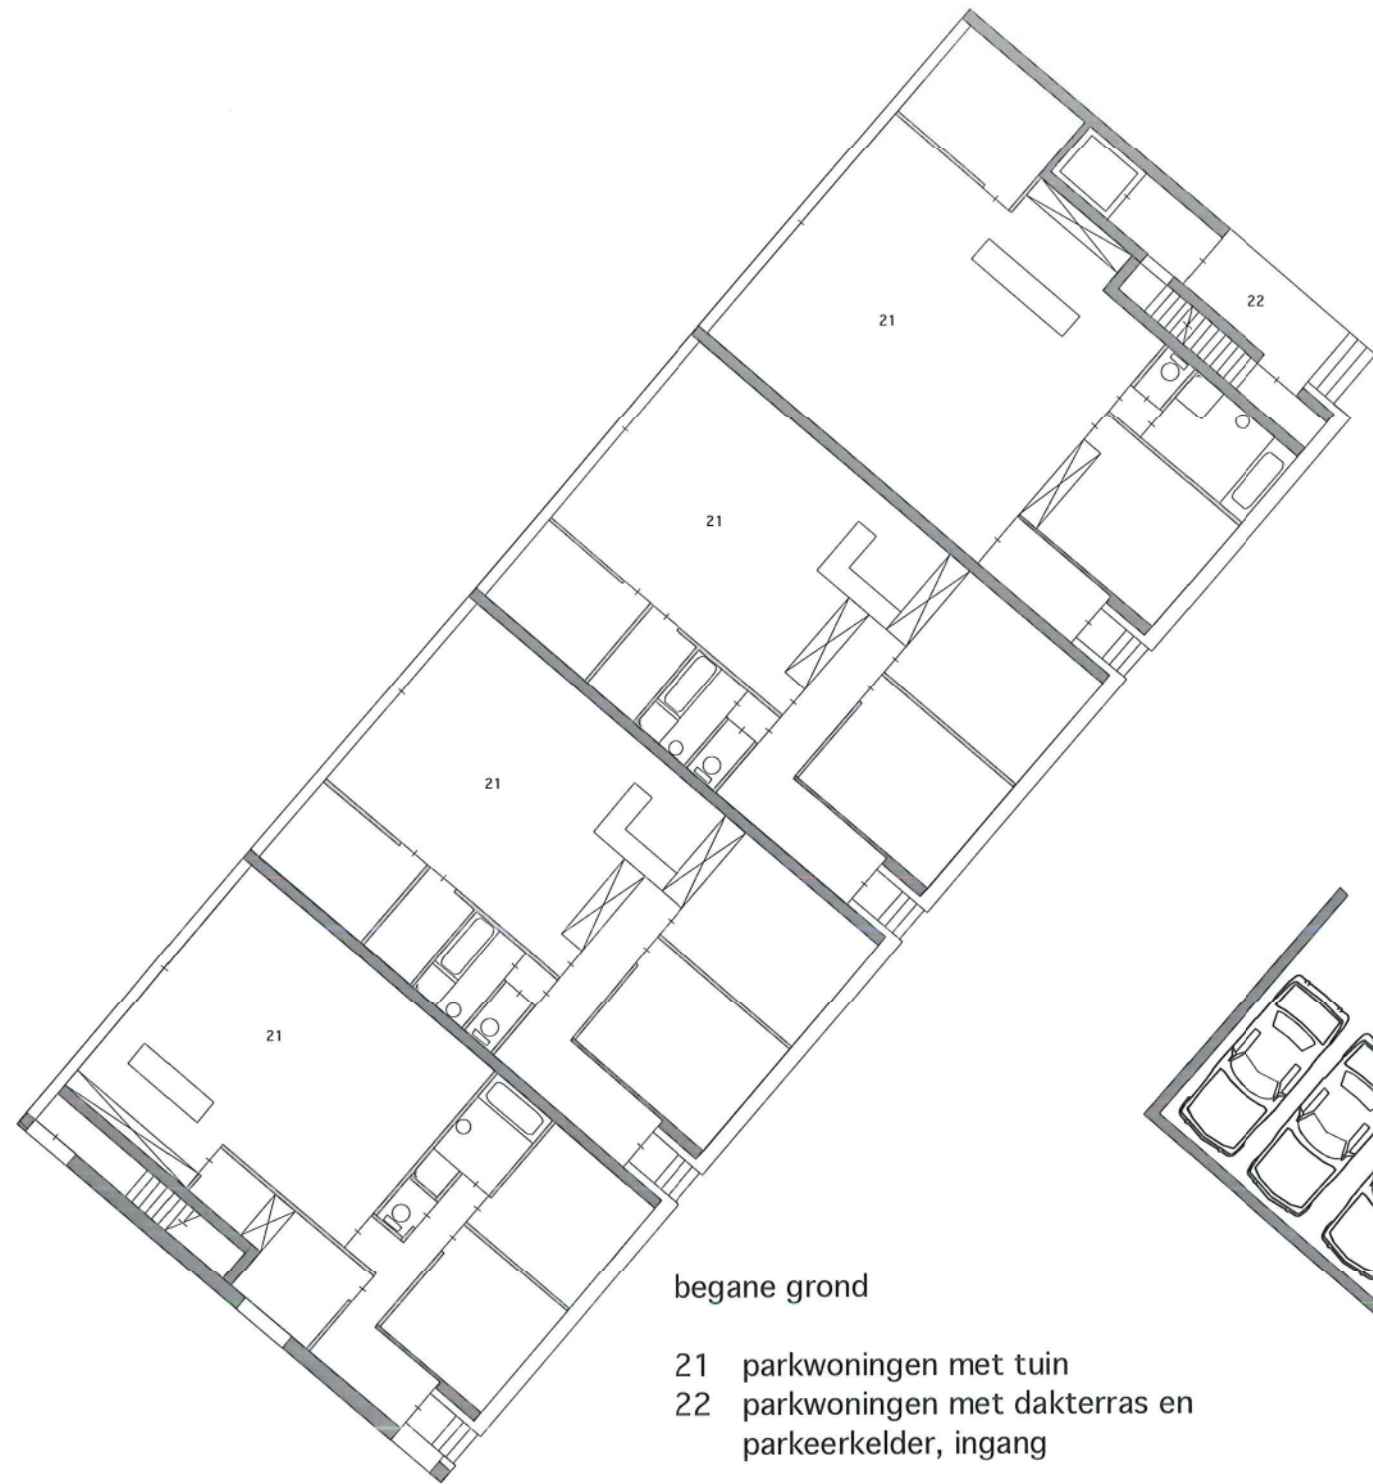 22
21
21
21
21
begane grond
21 parkwoningen met tuin
22 parkwoningen met dakterras en
parkeerkelder, ingang